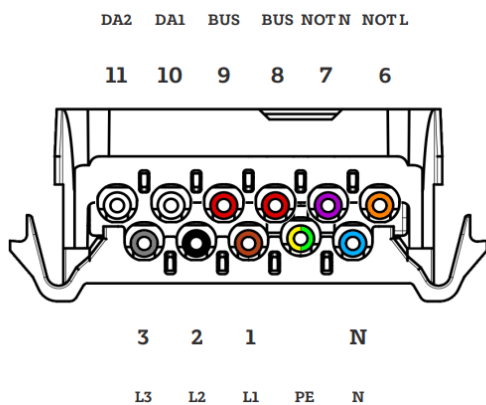 DA2 DA1 BUS BUS NOT N NOT L
11 10 9 8 7 6
3 2 1 N
L3 L2 L1 PE N